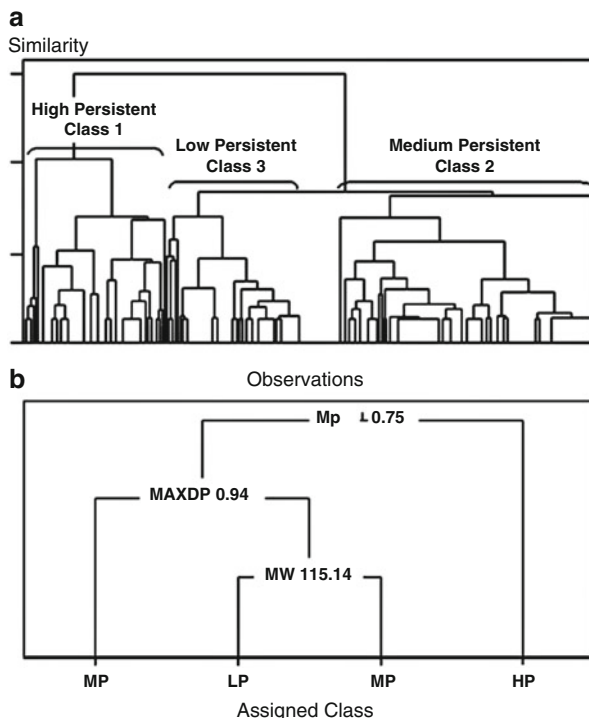 a
Similarity
High Persistent
Class 1
Low Persistent
Class 3
Medium Persistent
Class 2
b
Observations
Mp 0.75
MAXDP 0.94
MW 115.14
MP LP MP HP
Assigned Class